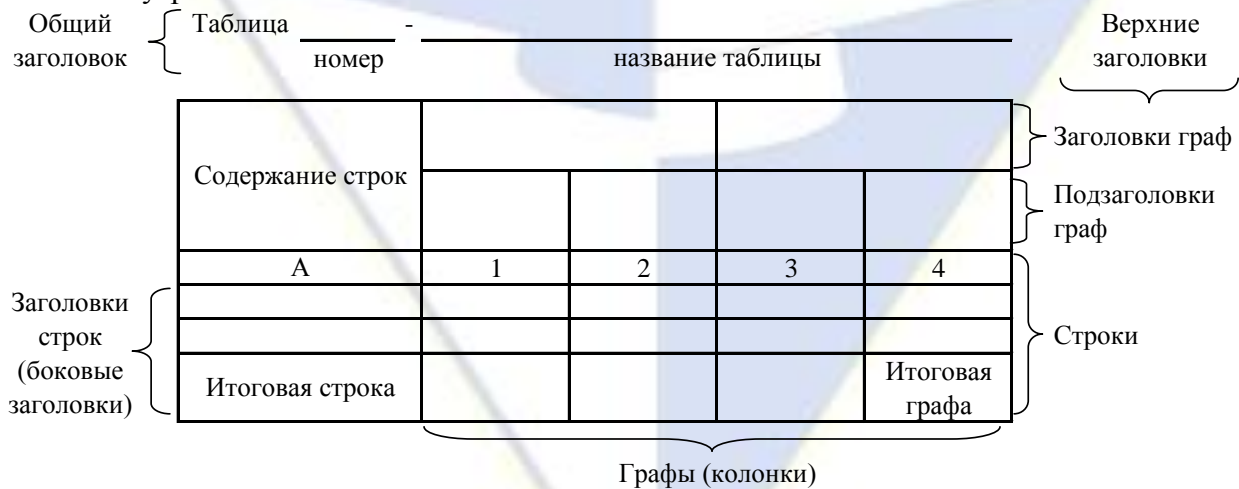 Общий заголовок
Таблица -
номер
название таблицы
Верхние заголовки
Содержание строк
Заголовки граф
Подзаголовки граф
А 1 2 3 4
Заголовки строк (боковые заголовки)
Строки
Итоговая строка
Итоговая графа
Графы (колонки)